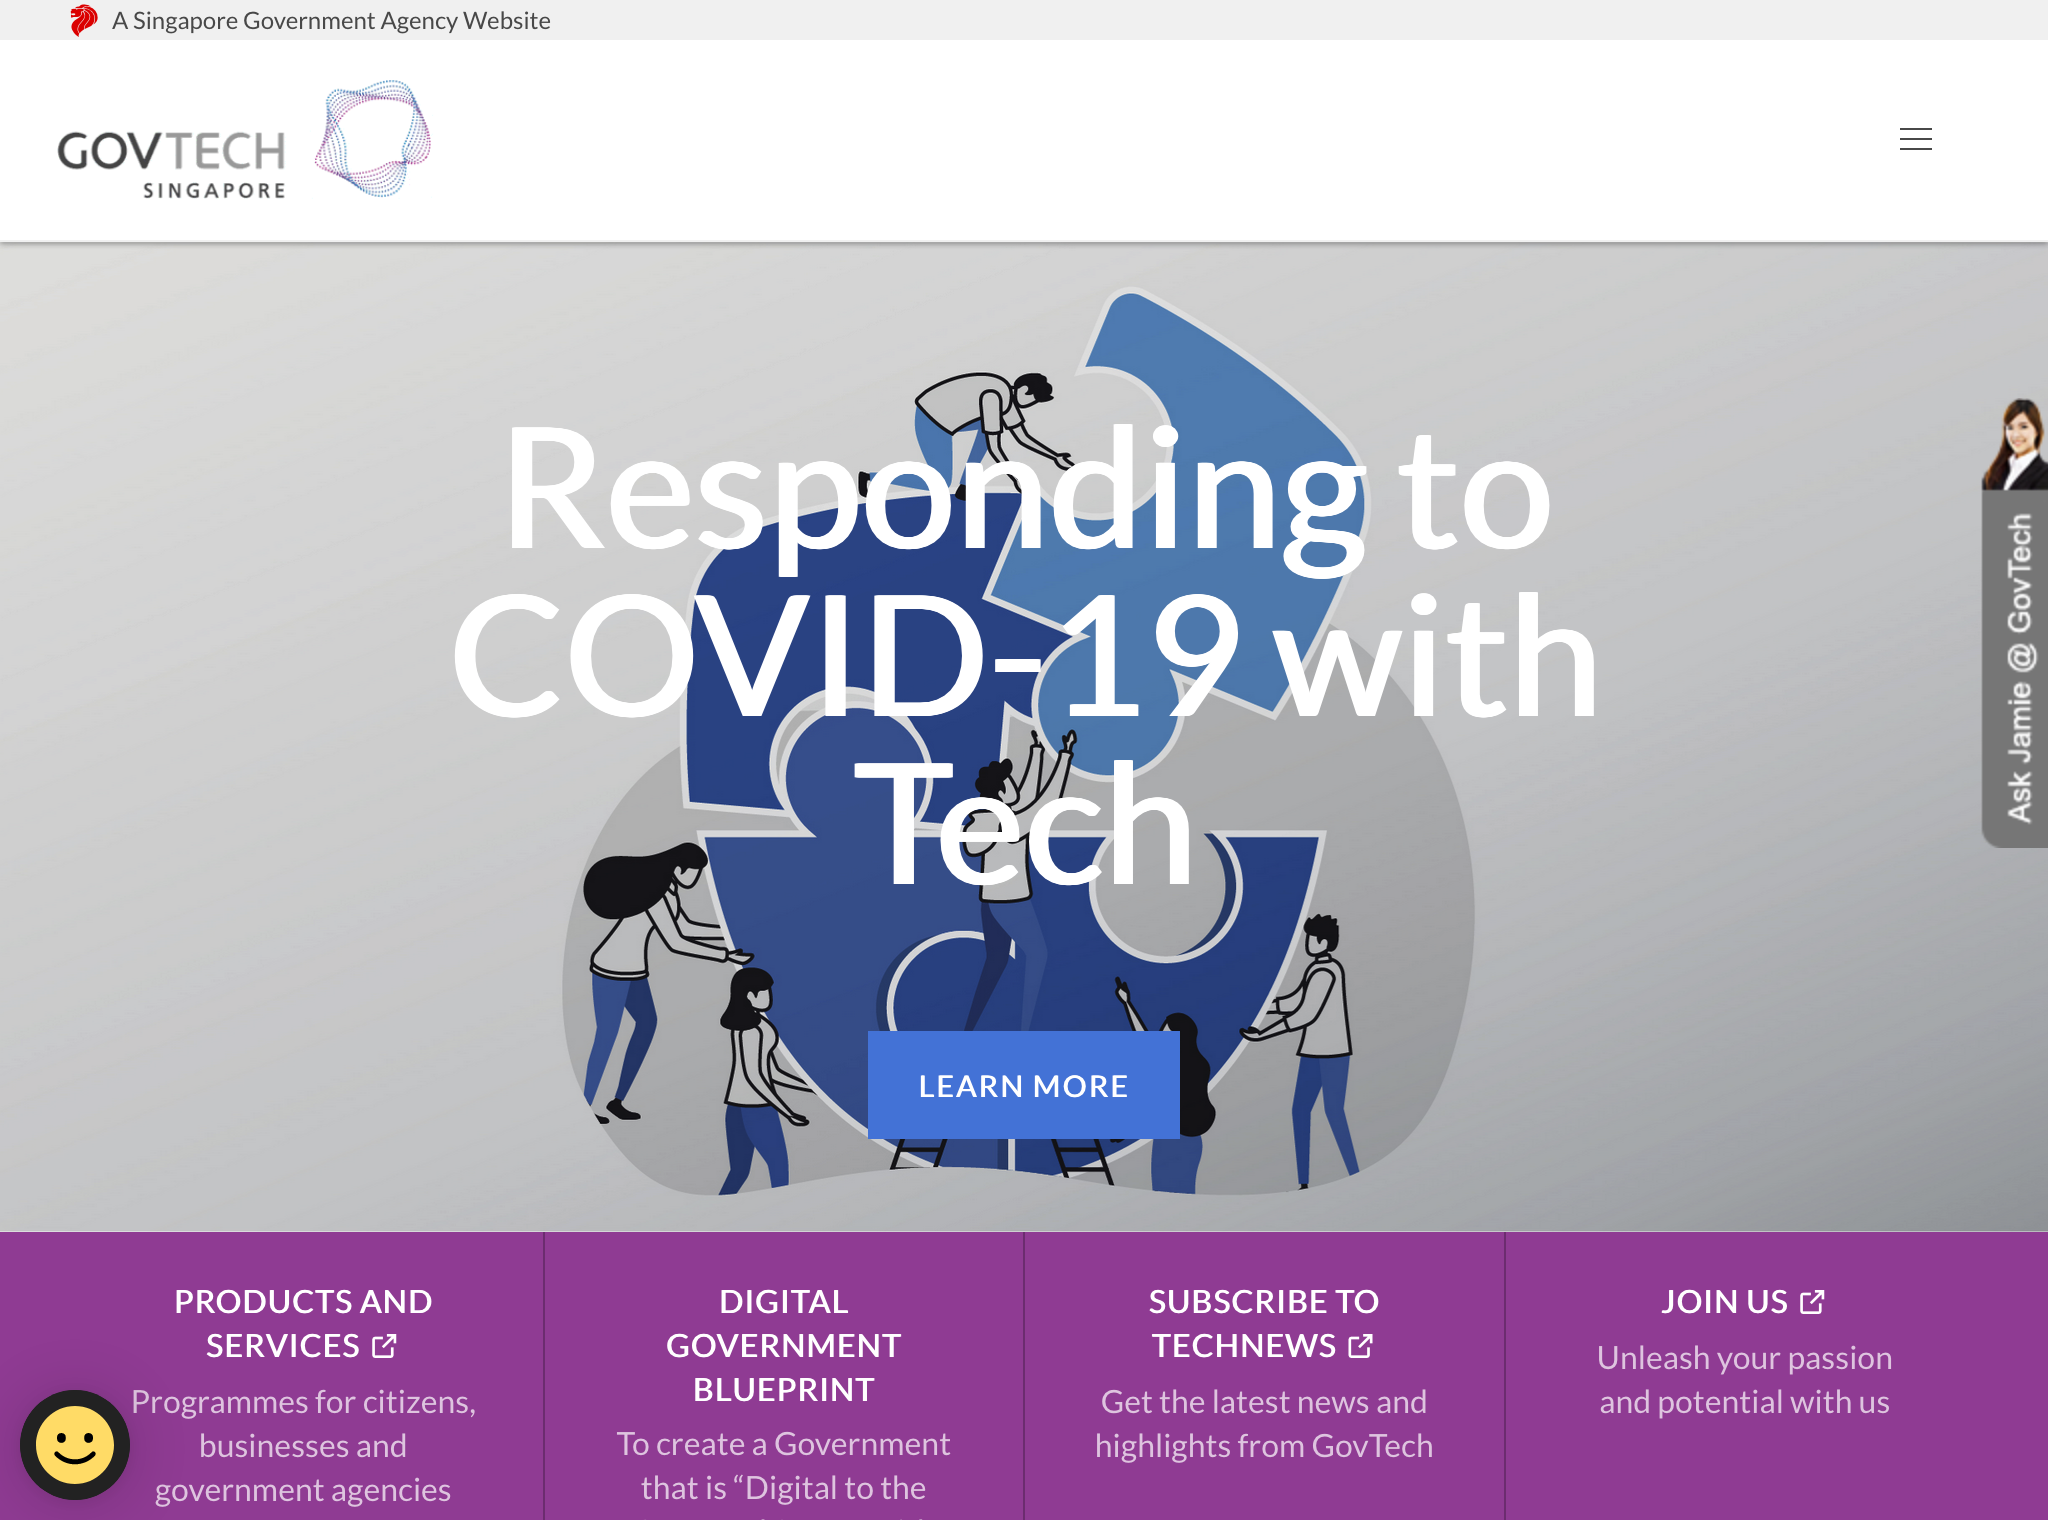 A Singapore Government Agency Website
GOVTECH
SINGAPORE
Responding to
COVID-19 with
Tech
LEARN MORE
Ask Jamie @ GovTech
PRODUCTS AND
SERVICES
Programmes for citizens,
businesses and
government agencies
DIGITAL
GOVERNMENT
BLUEPRINT
To create a Government
that is “Digital to the
SUBSCRIBE TO
TECHNEWS
Get the latest news and
highlights from GovTech
JOIN US
Unleash your passion
and potential with us